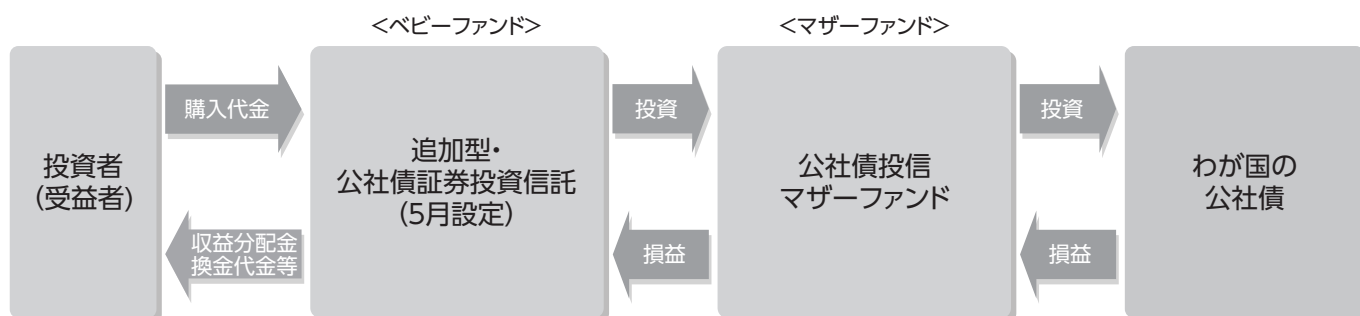 <ベビーファンド>
<マザーファンド>
投資者
(受益者)
購入代金
収益分配金
換金代金等
追加型・
公社債証券投資信託
(5月設定)
投資
損益
公社債投信
マザーファンド
投資
損益
わが国の
公社債